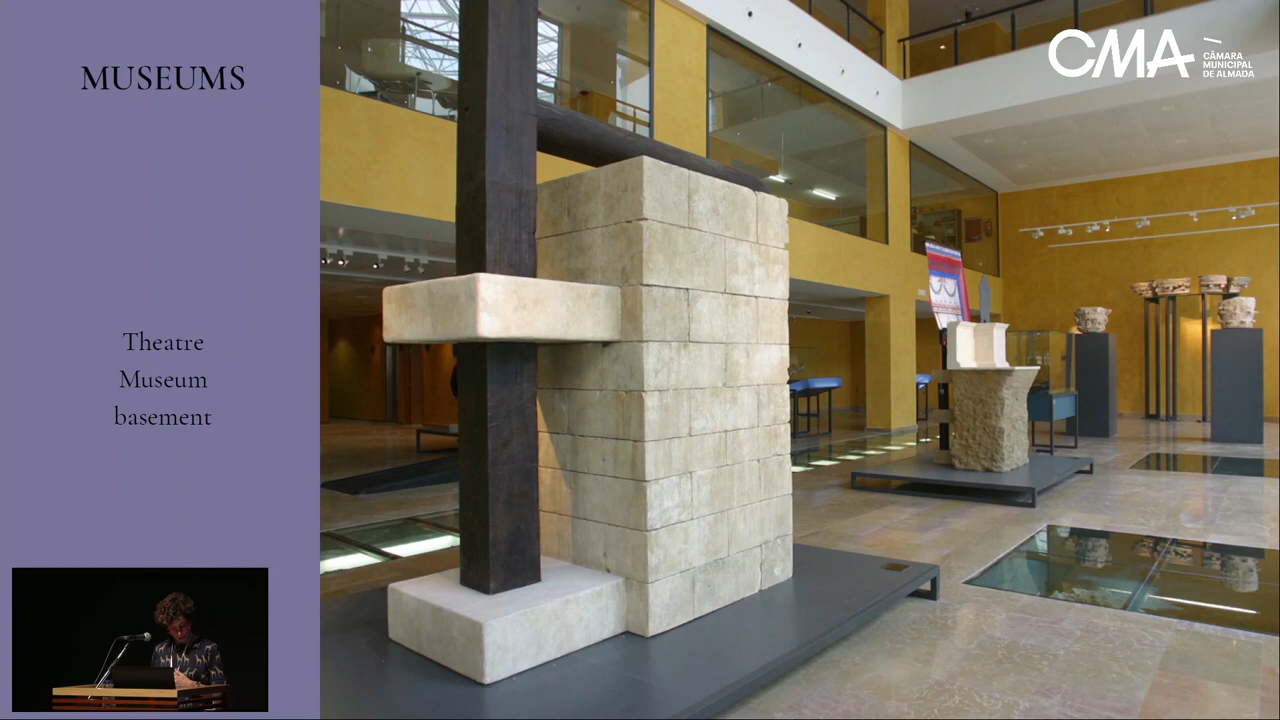 MUSEUMS
Theatre
Museum
basement
CMA
CÂMARA
MUNICIPAL
DE ALMADA